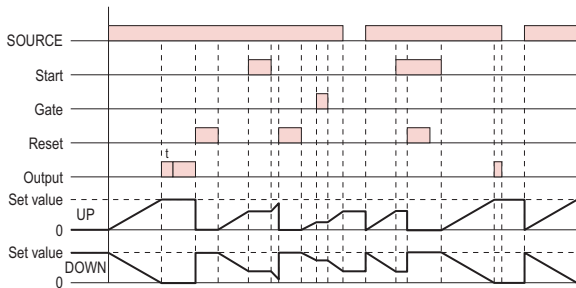 SOURCE
Start
Gate
Reset
t
Output
Set value
UP
0
Set value
DOWN
0